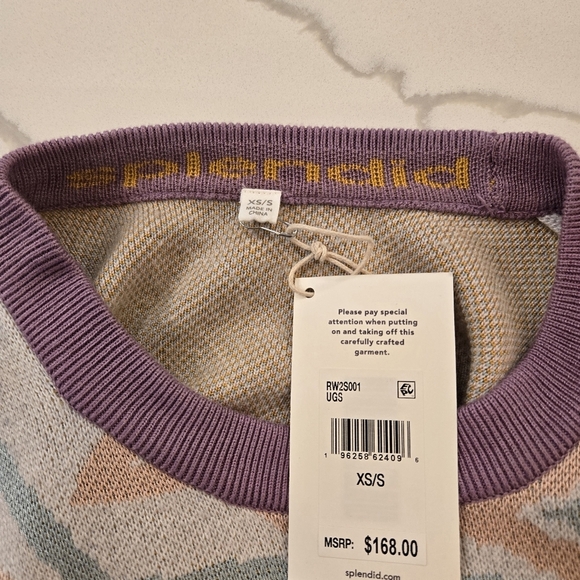 splendid
XS/S
MADE IN
CHINA
Please pay special
attention when putting
on and taking off this
carefully crafted
garment.
RW2S001
UGS
1 96258 62409 6
XS/S
MSRP: $168.00
splendid.com